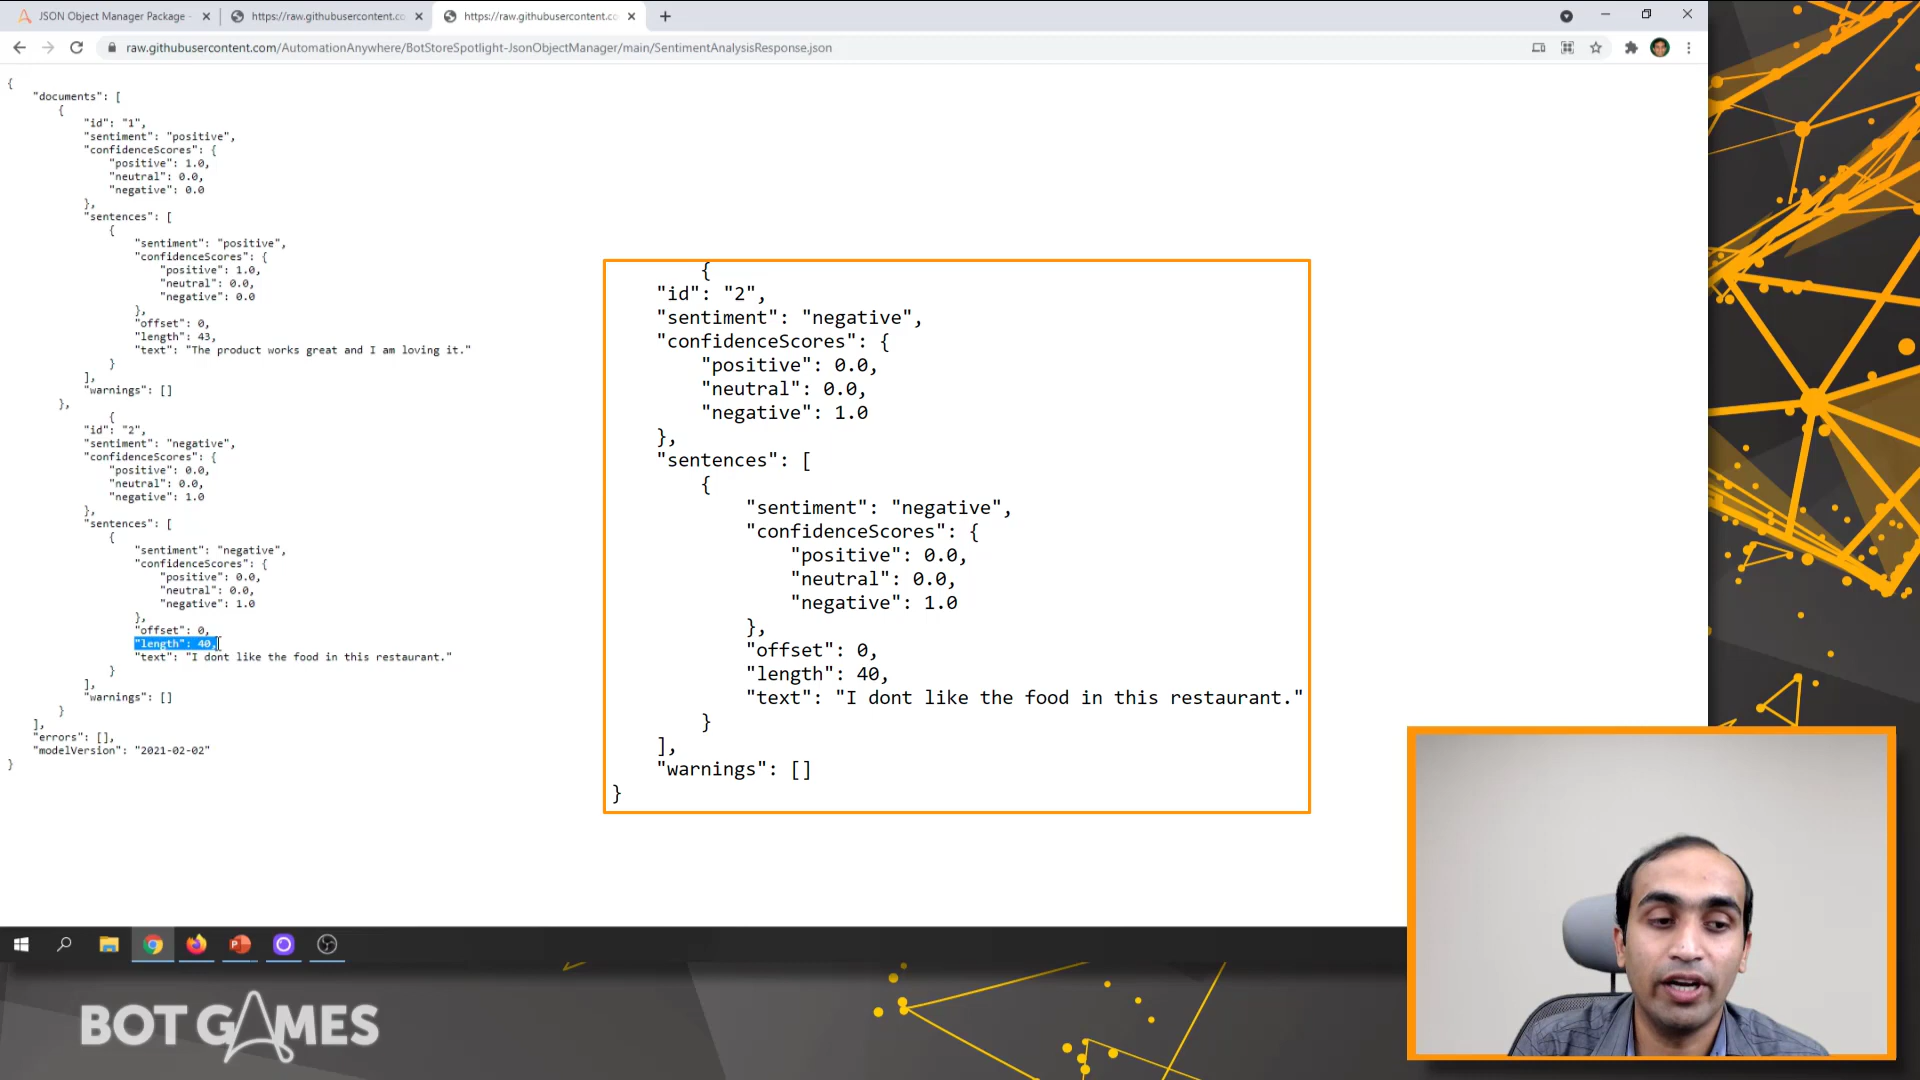 JSON Object Manager Package -
https://raw.githubusercontent.co
https://raw.githubusercontent.co
raw.githubusercontent.com/AutomationAnywhere/BotStoreSpotlight-JsonObjectManager/main/SentimentAnalysisResponse.json
{
"documents": [
{
"id": "1",
"sentiment": "positive",
"confidenceScores": {
"positive": 1.0,
"neutral": 0.0,
"negative": 0.0
},
"sentences": [
{
"sentiment": "positive",
"confidenceScores": {
"positive": 1.0,
"neutral": 0.0,
"negative": 0.0
},
"offset": 0,
"length": 43,
"text": "The product works great and I am loving it."
}
],
"warnings": []
},
{
"id": "2",
"sentiment": "negative",
"confidenceScores": {
"positive": 0.0,
"neutral": 0.0,
"negative": 1.0
},
"sentences": [
{
"sentiment": "negative",
"confidenceScores": {
"positive": 0.0,
"neutral": 0.0,
"negative": 1.0
},
"offset": 0,
"length": 40,
"text": "I dont like the food in this restaurant."
}
],
"warnings": []
}
],
"errors": [],
"modelVersion": "2021-02-02"
}
{
"id": "2",
"sentiment": "negative",
"confidenceScores": {
"positive": 0.0,
"neutral": 0.0,
"negative": 1.0
},
"sentences": [
{
"sentiment": "negative",
"confidenceScores": {
"positive": 0.0,
"neutral": 0.0,
"negative": 1.0
},
"offset": 0,
"length": 40,
"text": "I dont like the food in this restaurant."
}
],
"warnings": []
}
BOT GAMES